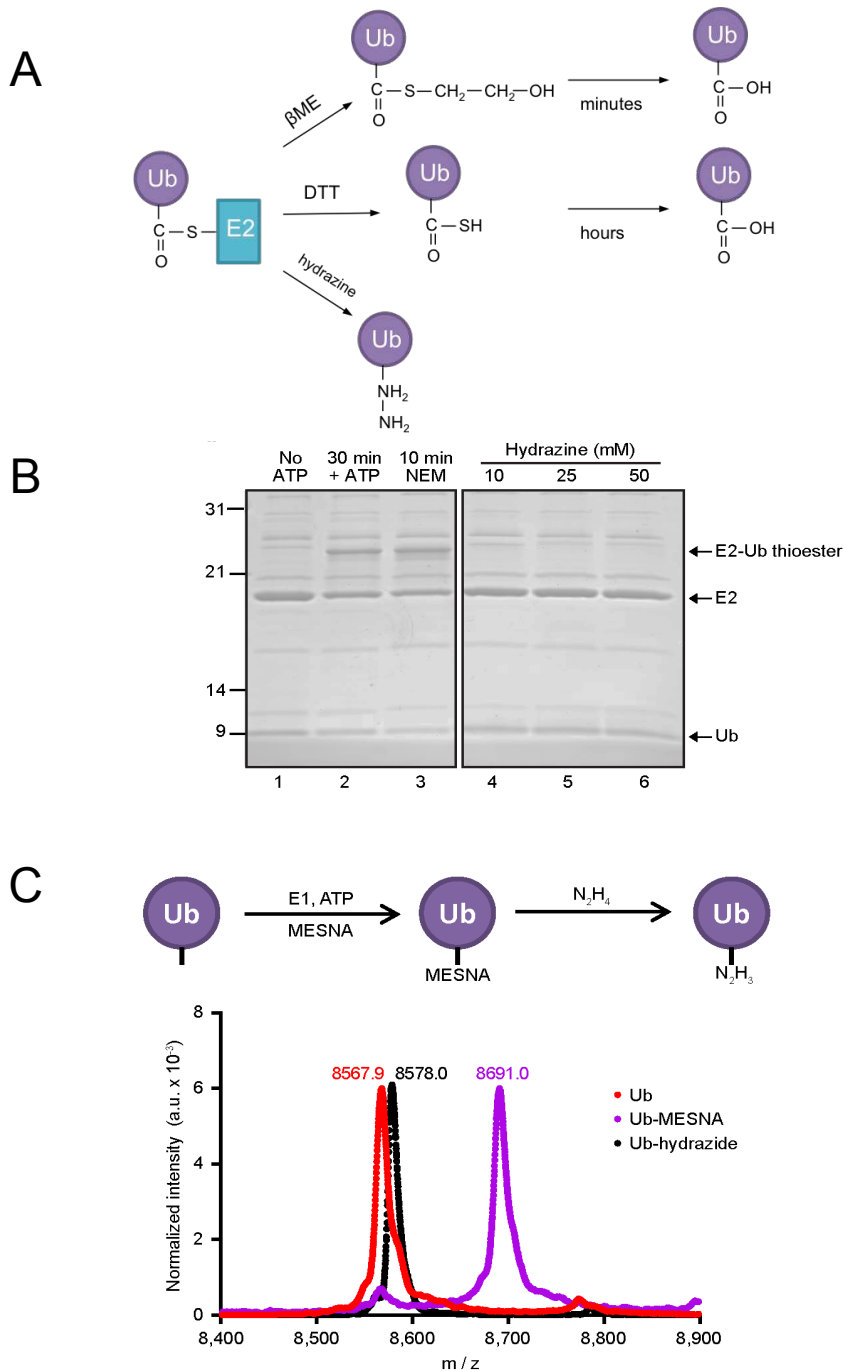 A
Ub
C—S—CH2—CH2—OH
O
βME
minutes
Ub
C—OH
O
Ub
C—S—E2
O
DTT
Ub
C—SH
O
hours
Ub
C—OH
O
hydrazine
Ub
NH2
NH2
B
No ATP
30 min + ATP
10 min NEM
Hydrazine (mM)
10 25 50
31
21
14
9
E2-Ub thioester
E2
Ub
1 2 3 4 5 6
C
Ub
E1, ATP
MESNA
Ub
MESNA
N2H4
Ub
N2H3
Normalized intensity (a.u. x 10-3)
8
6
4
2
0
8567.9 8578.0 8691.0
Ub
Ub-MESNA
Ub-hydrazide
8,400 8,500 8,600 8,700 8,800 8,900
m / z